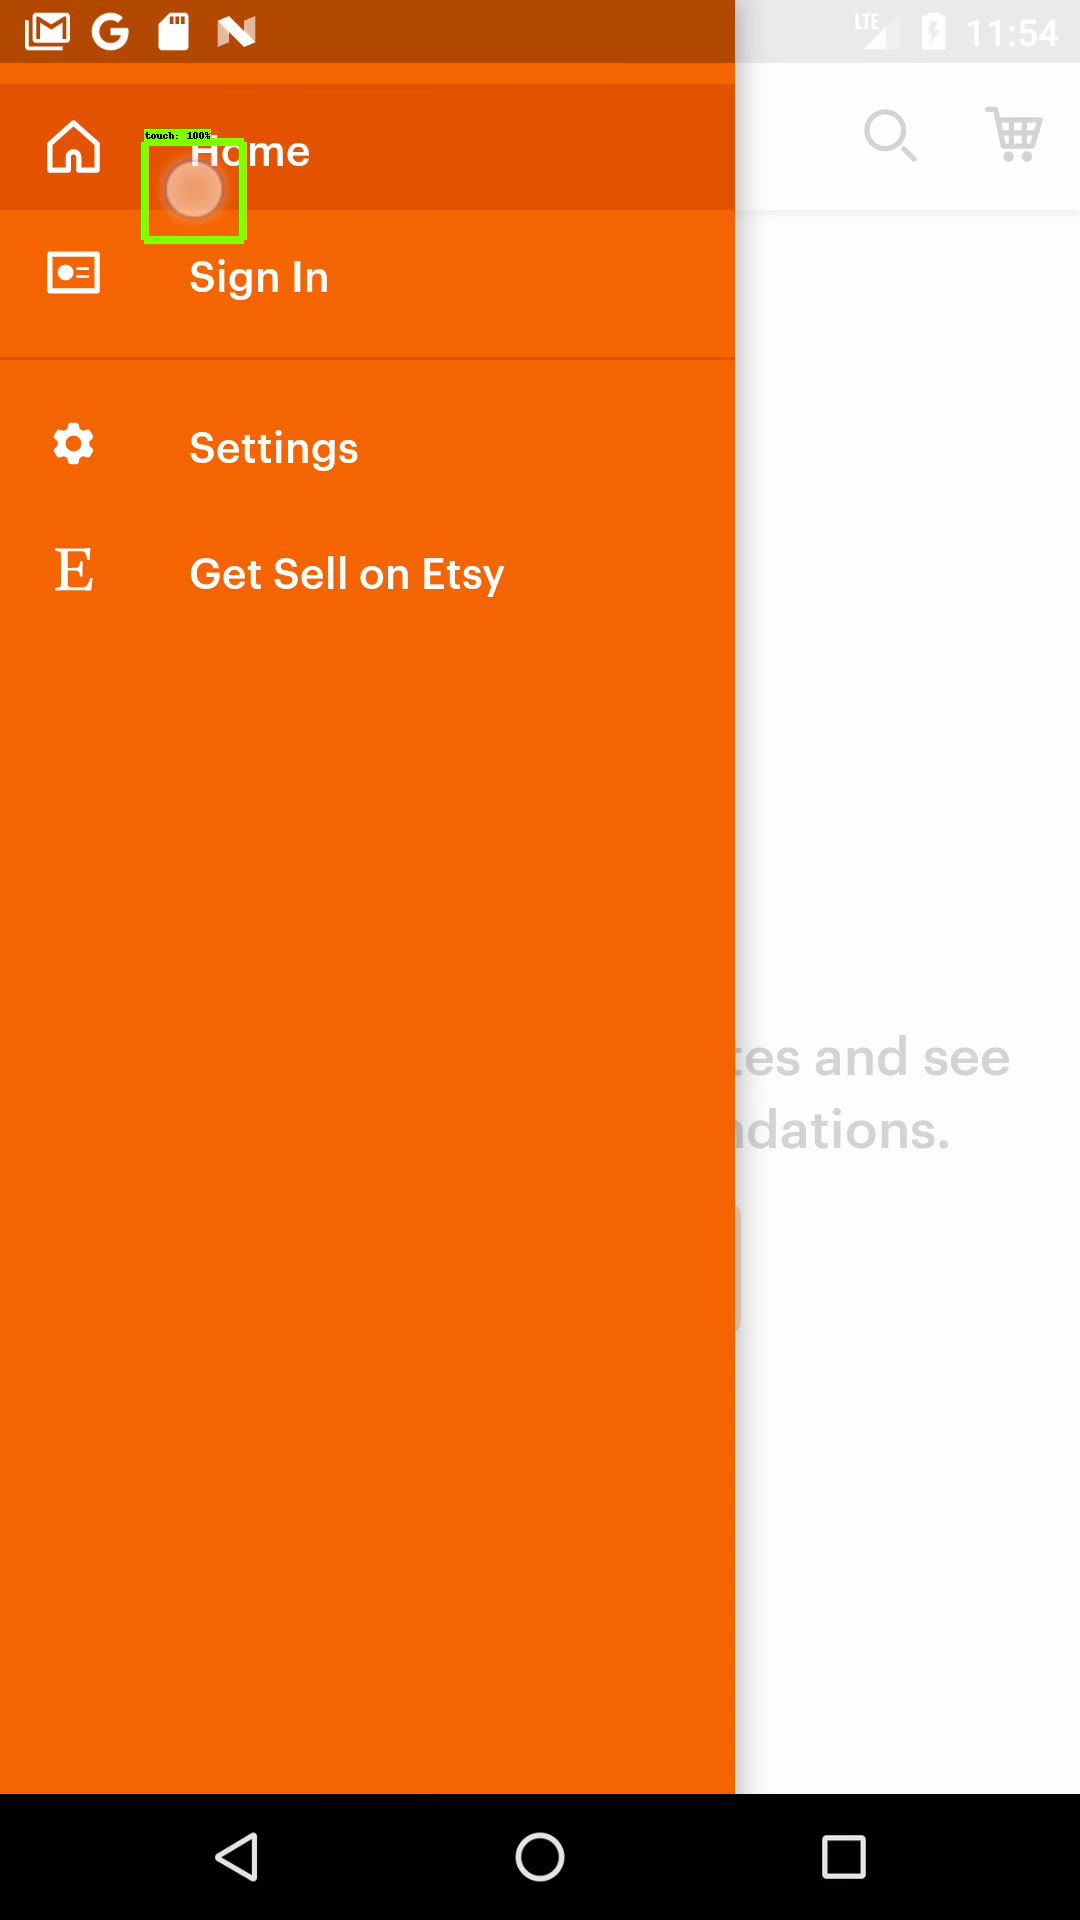 LTE 11:54
touch: 100%
Home
Sign In
Settings
E Get Sell on Etsy
tes and see
ndations.